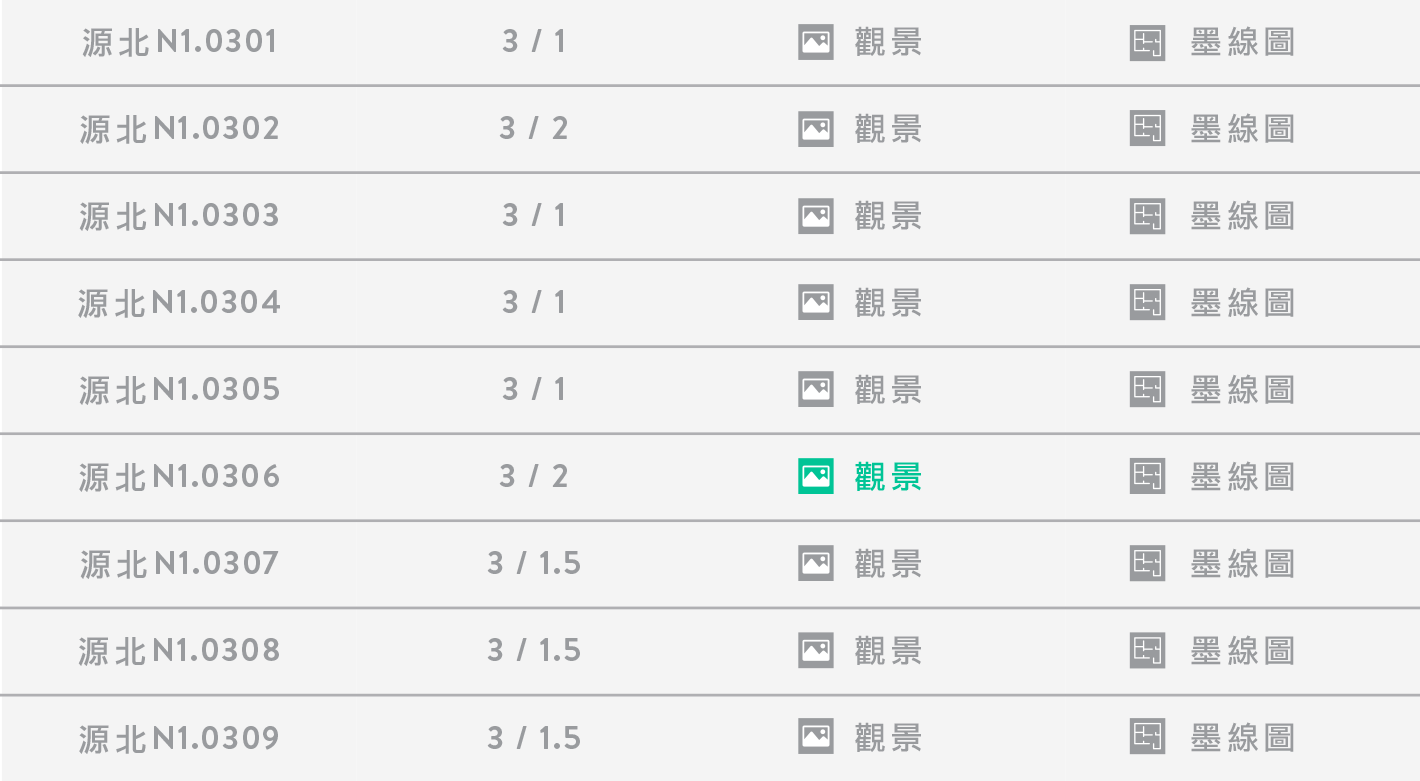 源北N1.0301 3 / 1 觀景 墨線圖
源北N1.0302 3 / 2 觀景 墨線圖
源北N1.0303 3 / 1 觀景 墨線圖
源北N1.0304 3 / 1 觀景 墨線圖
源北N1.0305 3 / 1 觀景 墨線圖
源北N1.0306 3 / 2 觀景 墨線圖
源北N1.0307 3 / 1.5 觀景 墨線圖
源北N1.0308 3 / 1.5 觀景 墨線圖
源北N1.0309 3 / 1.5 觀景 墨線圖